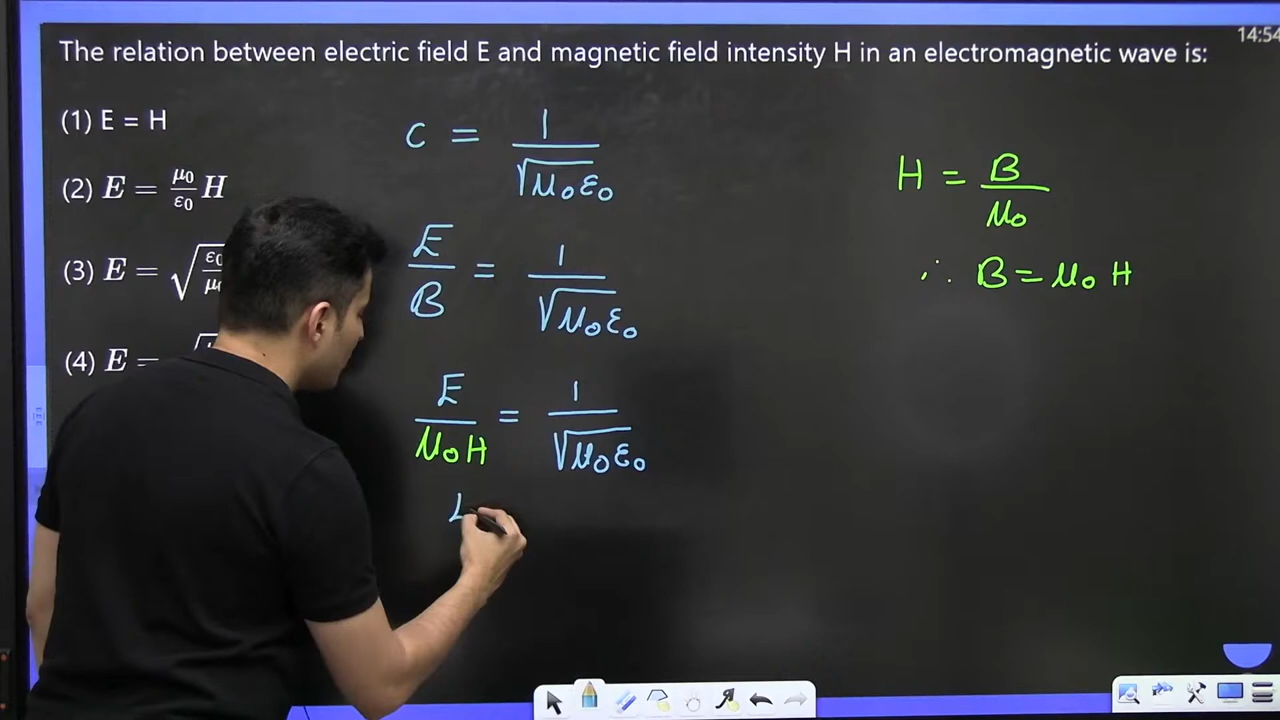 14:54
The relation between electric field E and magnetic field intensity H in an electromagnetic wave is:
(1) E = H
(2) E = μ₀/ε₀ H
(3) E = √ε₀
(4) E =
C = 1/√μ₀ε₀
E/B = 1/√μ₀ε₀
E/μ₀H = 1/√μ₀ε₀
H = B/μ₀
∴ B = μ₀ H